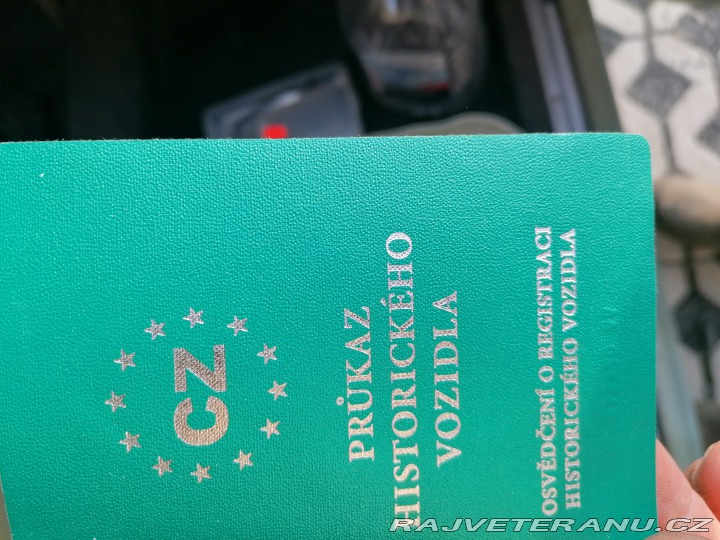 CZ
PRŮKAZ
HISTORICKÉHO
VOZIDLA
OSVĚDČENÍ O REGISTRACI
HISTORICKÉHO VOZIDLA
RAJVETERANU.CZ